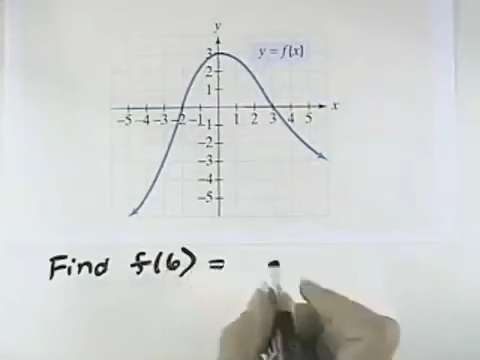 y
y = f(x)
3
2
1
-5 -4 -3 -2 -1 1 2 3 4 5 x
-1
-2
-3
-4
-5
Find f(6) =